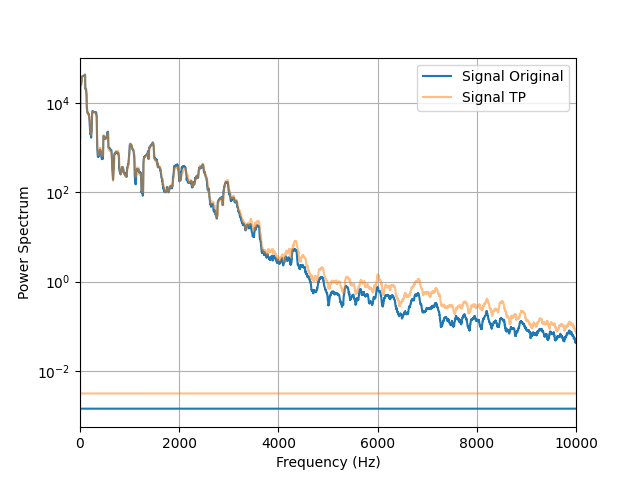 Signal Original
Signal TP
Power Spectrum
10^4
10^2
10^0
10^−2
0 2000 4000 6000 8000 10000
Frequency (Hz)